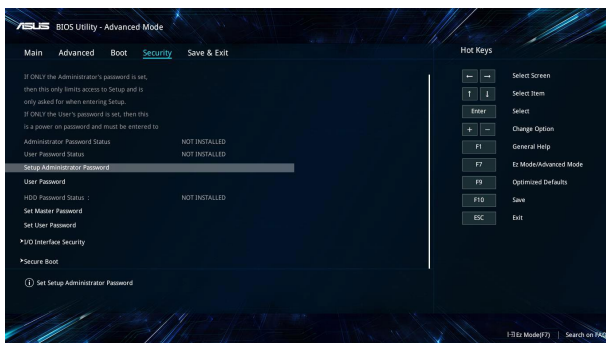 ASUS BIOS Utility - Advanced Mode
Main Advanced Boot Security Save & Exit
If ONLY the Administrator's password is set,
then this only limits access to Setup and is
only asked for when entering Setup.
If ONLY the User's password is set, then this
is a power on password and must be entered to
Administrator Password Status NOT INSTALLED
User Password Status NOT INSTALLED
Setup Administrator Password
User Password
HDD Password Status : NOT INSTALLED
Set Master Password
Set User Password
I/O Interface Security
Secure Boot
Set Setup Administrator Password
Hot Keys
← → Select Screen
↑ ↓ Select Item
Enter Select
+ − Change Option
F1 General Help
F7 Ez Mode/Advanced Mode
F9 Optimized Defaults
F10 Save
ESC Exit
Ez Mode(F7) | Search on FAQ